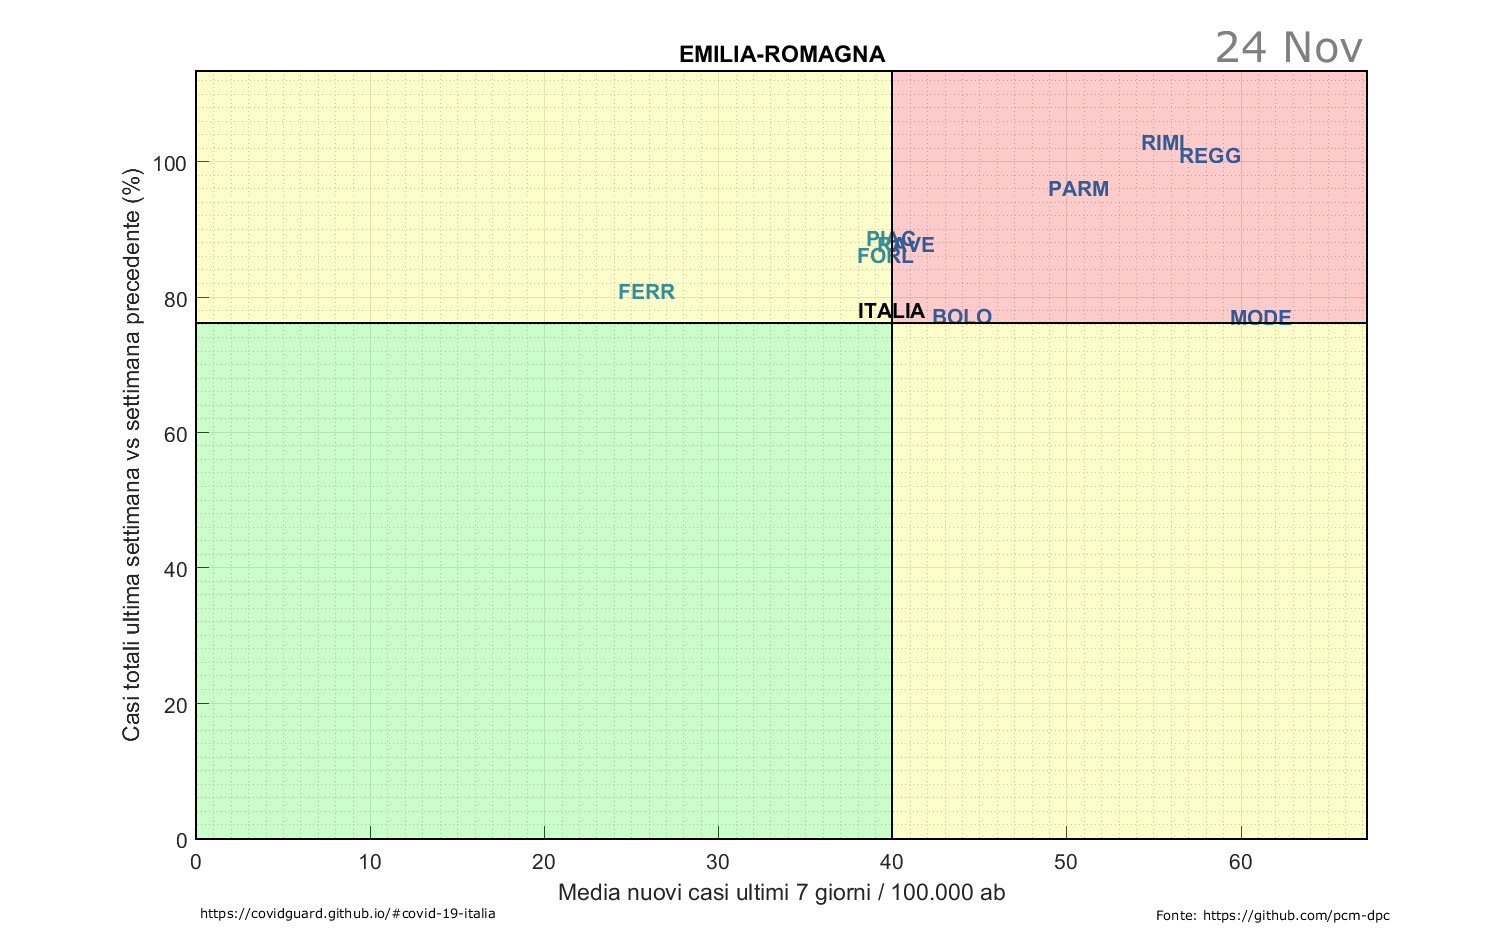 EMILIA-ROMAGNA
24 Nov
Casi totali ultima settimana vs settimana precedente (%)
100
80
60
40
20
0
RIMI
REGG
PARM
PIAC
RAVE
FORL
FERR
ITALIA
BOLO
MODE
0 10 20 30 40 50 60
Media nuovi casi ultimi 7 giorni / 100.000 ab
https://covidguard.github.io/#covid-19-italia
Fonte: https://github.com/pcm-dpc